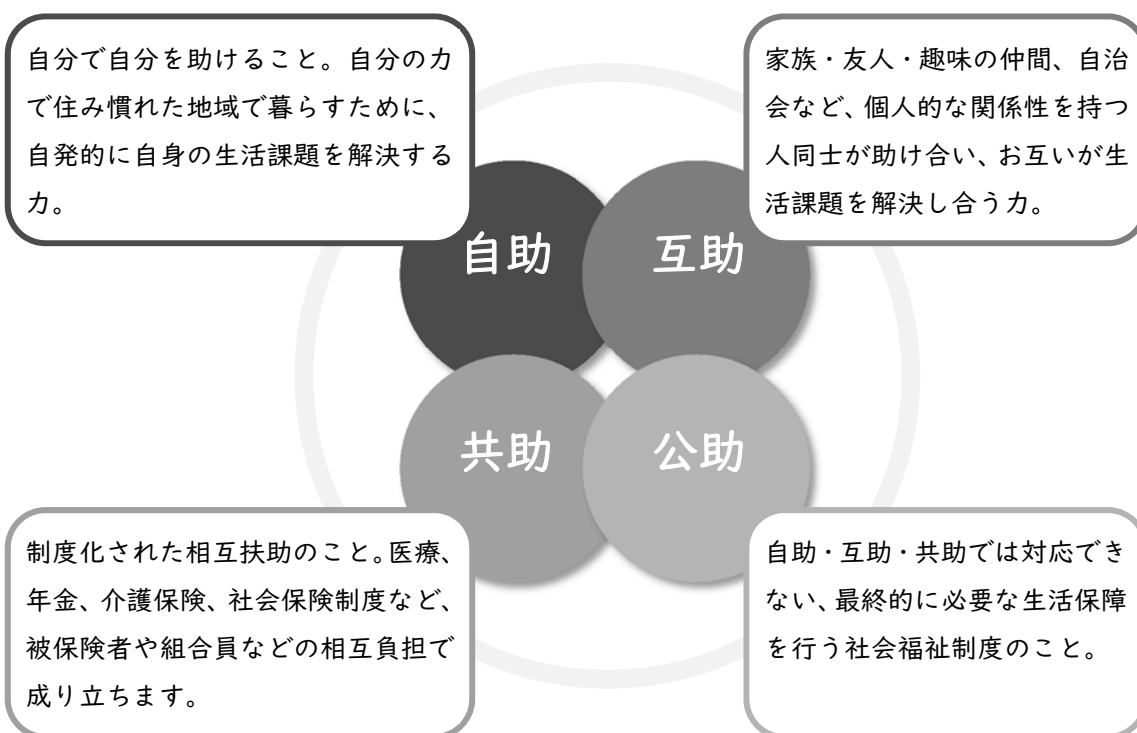 自分で自分を助けること。自分の力
で住み慣れた地域で暮らすために、
自発的に自身の生活課題を解決する
力。
家族・友人・趣味の仲間、自治
会など、個人的な関係性を持つ
人同士が助け合い、お互いが生
活課題を解決し合う力。
自助
互助
共助
公助
制度化された相互扶助のこと。医療、
年金、介護保険、社会保険制度など、
被保険者や組合員などの相互負担で
成り立ちます。
自助・互助・共助では対応でき
ない、最終的に必要な生活保障
を行う社会福祉制度のこと。